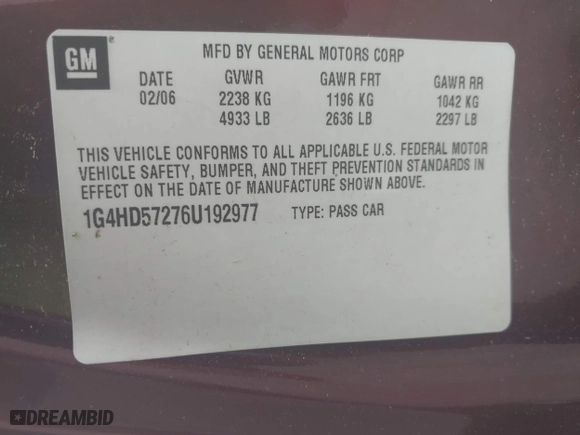 GM
MFD BY GENERAL MOTORS CORP
DATE GVWR GAWR FRT GAWR RR
02/06 2238 KG 1196 KG 1042 KG
4933 LB 2636 LB 2297 LB
THIS VEHICLE CONFORMS TO ALL APPLICABLE U.S. FEDERAL MOTOR
VEHICLE SAFETY, BUMPER, AND THEFT PREVENTION STANDARDS IN
EFFECT ON THE DATE OF MANUFACTURE SHOWN ABOVE.
1G4HD57276U192977 TYPE: PASS CAR
DREAMBID